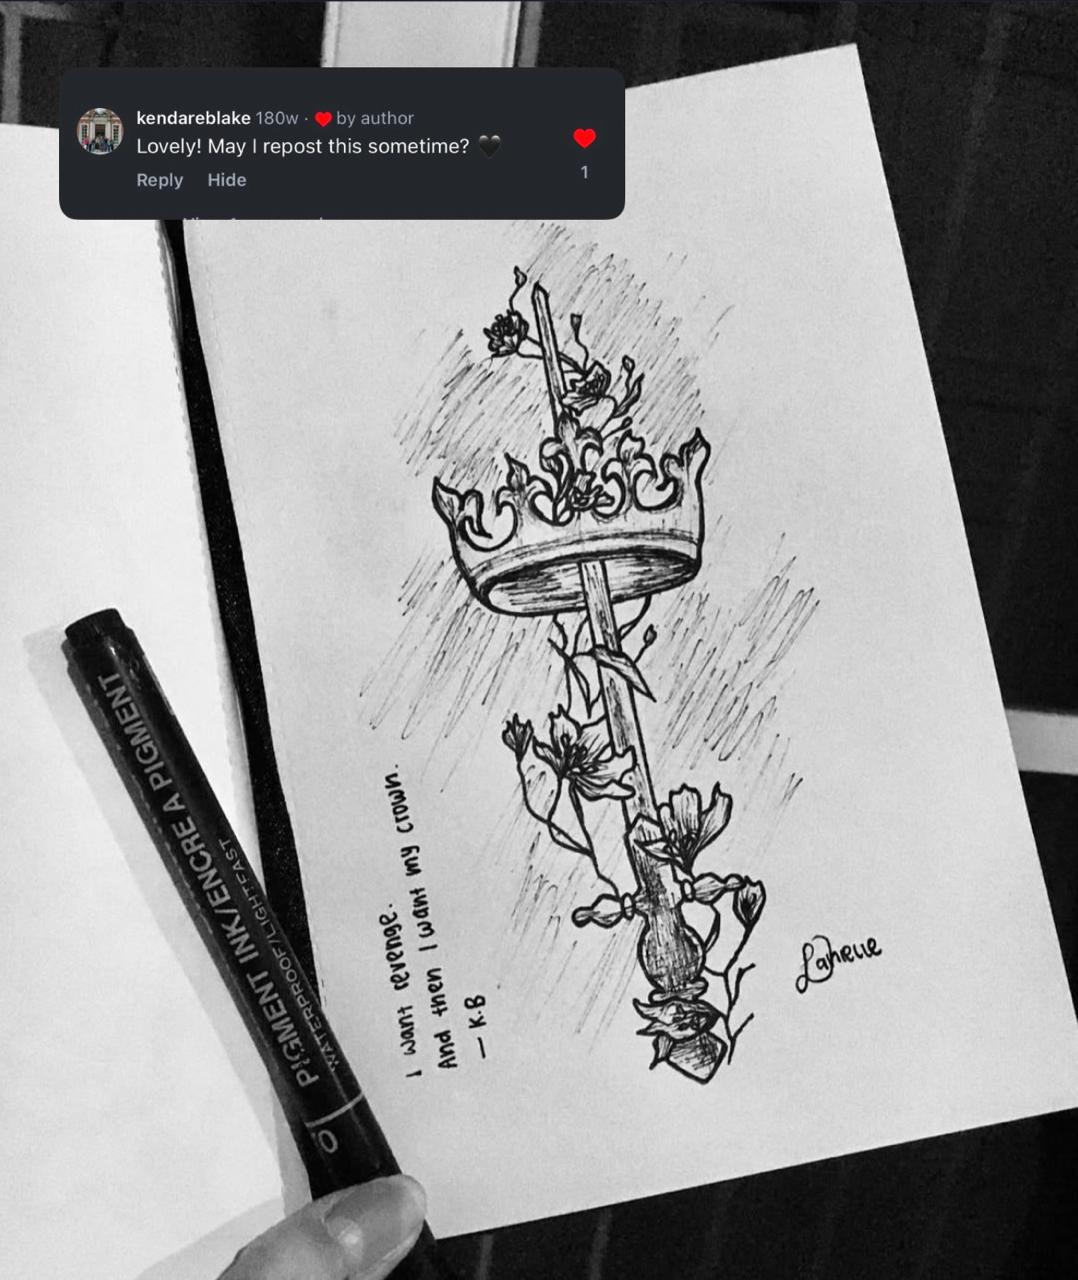 kendareblake 180w · ❤️ by author
Lovely! May I repost this sometime? 🖤
Reply Hide
1
I want revenge.
And then I want my crown.
— K.B
PIGMENT INK/ENCRE A PIGMENT
WATERPROOF/LIGHTFAST